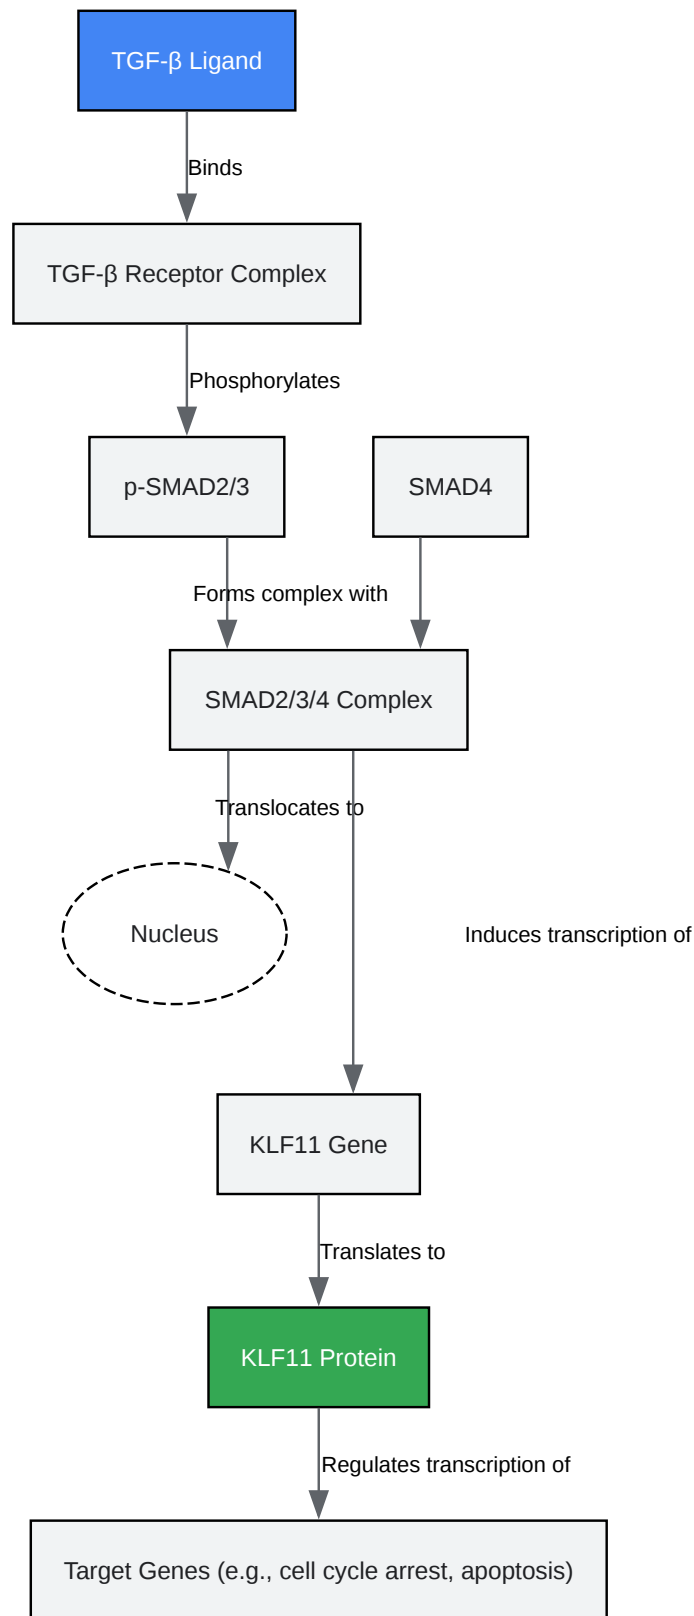 TGF-β Ligand
Binds
TGF-β Receptor Complex
Phosphorylates
p-SMAD2/3
SMAD4
Forms complex with
SMAD2/3/4 Complex
Translocates to
Nucleus
Induces transcription of
KLF11 Gene
Translates to
KLF11 Protein
Regulates transcription of
Target Genes (e.g., cell cycle arrest, apoptosis)